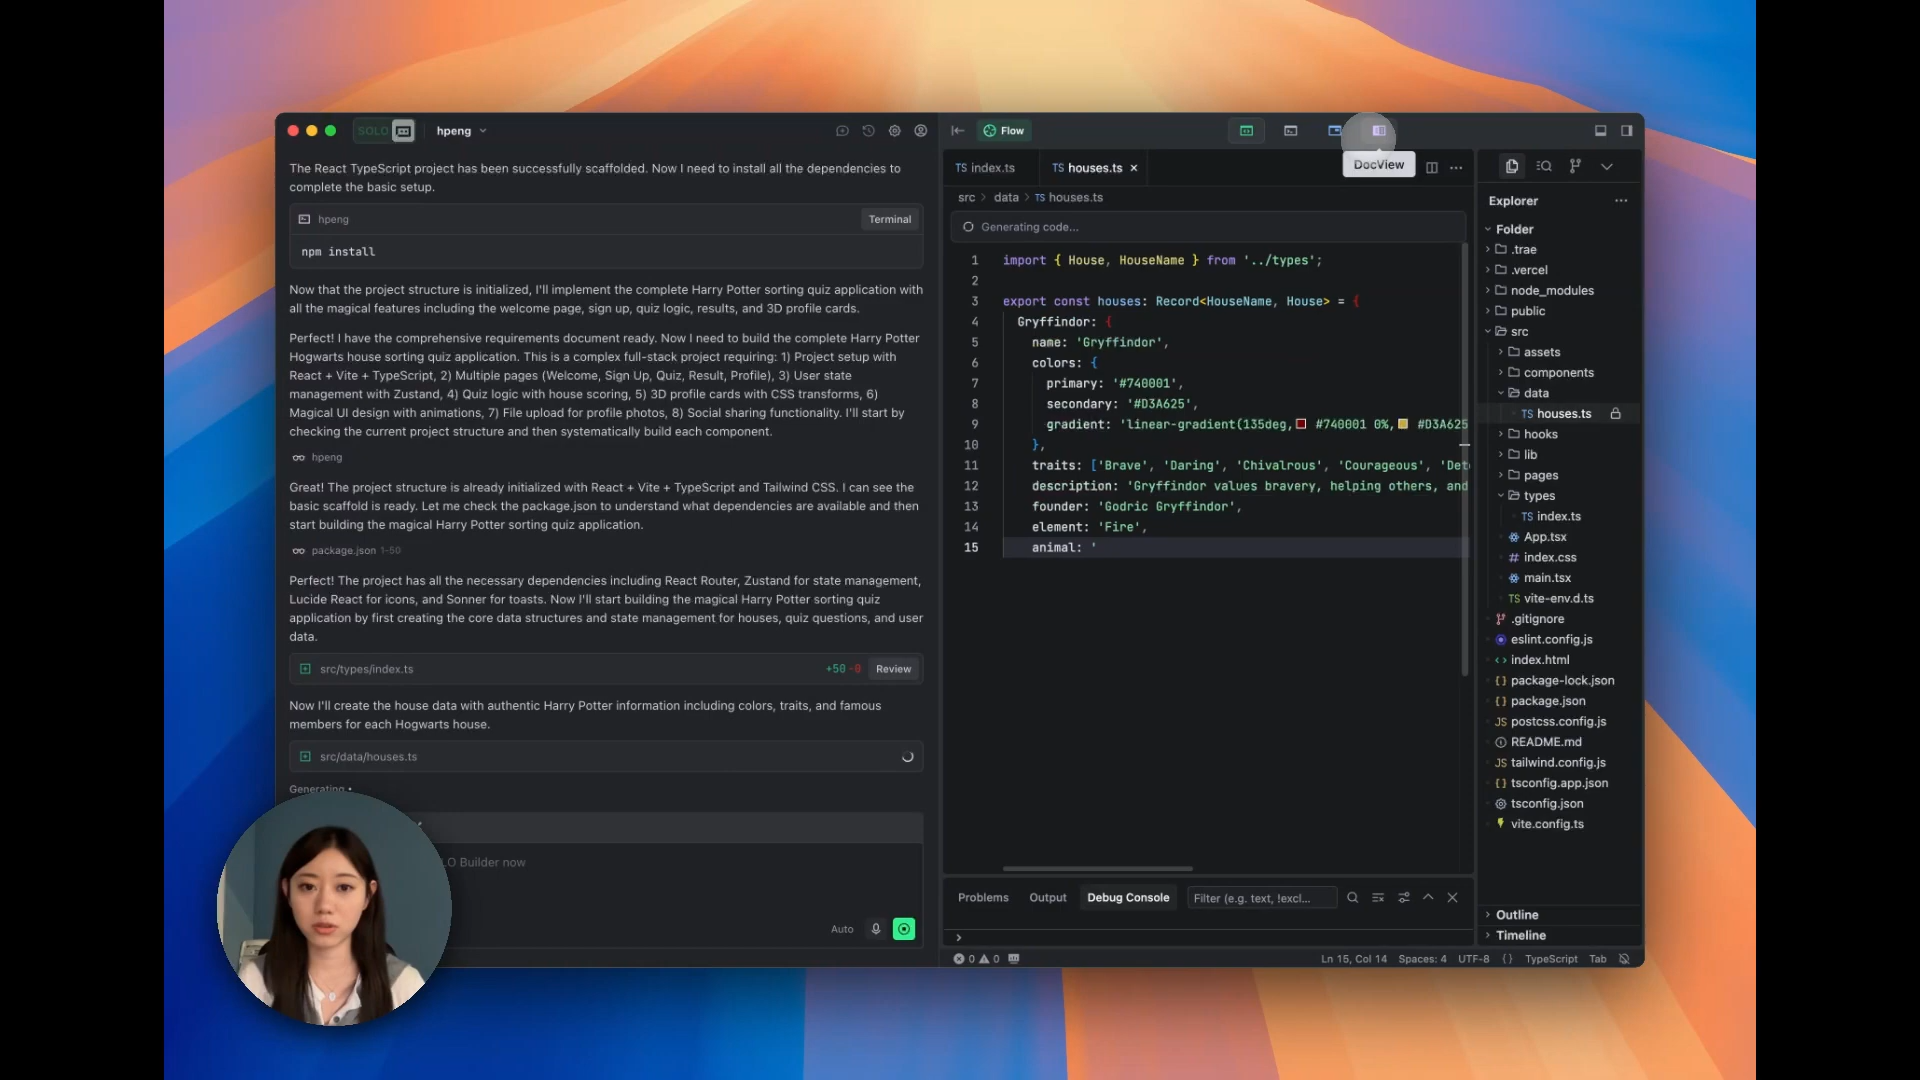 SOLO
hpeng
Flow
DocView
The React TypeScript project has been successfully scaffolded. Now I need to install all the dependencies to
complete the basic setup.
hpeng
Terminal
npm install
Now that the project structure is initialized, I'll implement the complete Harry Potter sorting quiz application with
all the magical features including the welcome page, sign up, quiz logic, results, and 3D profile cards.
Perfect! I have the comprehensive requirements document ready. Now I need to build the complete Harry Potter
Hogwarts house sorting quiz application. This is a complex full-stack project requiring: 1) Project setup with
React + Vite + TypeScript, 2) Multiple pages (Welcome, Sign Up, Quiz, Result, Profile), 3) User state
management with Zustand, 4) Quiz logic with house scoring, 5) 3D profile cards with CSS transforms, 6)
Magical UI design with animations, 7) File upload for profile photos, 8) Social sharing functionality. I'll start by
checking the current project structure and then systematically build each component.
hpeng
Great! The project structure is already initialized with React + Vite + TypeScript and Tailwind CSS. I can see the
basic scaffold is ready. Let me check the package.json to understand what dependencies are available and then
start building the magical Harry Potter sorting quiz application.
package.json 1-50
Perfect! The project has all the necessary dependencies including React Router, Zustand for state management,
Lucide React for icons, and Sonner for toasts. Now I'll start building the magical Harry Potter sorting quiz
application by first creating the core data structures and state management for houses, quiz questions, and user
data.
src/types/index.ts
+50 -0
Review
Now I'll create the house data with authentic Harry Potter information including colors, traits, and famous
members for each Hogwarts house.
src/data/houses.ts
Generating
LO Builder now
Auto
TS index.ts
TS houses.ts ×
src > data > TS houses.ts
Generating code...
1 import { House, HouseName } from '../types';
2
3 export const houses: Record<HouseName, House> = {
4 Gryffindor: {
5 name: 'Gryffindor',
6 colors: {
7 primary: '#740001',
8 secondary: '#D3A625',
9 gradient: 'linear-gradient(135deg, #740001 0%, #D3A625
10 },
11 traits: ['Brave', 'Daring', 'Chivalrous', 'Courageous', 'Det
12 description: 'Gryffindor values bravery, helping others, and
13 founder: 'Godric Gryffindor',
14 element: 'Fire',
15 animal: '
Problems
Output
Debug Console
Filter (e.g. text, !excl...
>
0 0
Ln 15, Col 14
Spaces: 4
UTF-8
{ }
TypeScript
Tab
Explorer
Folder
.trae
.vercel
node_modules
public
src
assets
components
data
TS houses.ts
hooks
lib
pages
types
TS index.ts
App.tsx
# index.css
main.tsx
TS vite-env.d.ts
.gitignore
eslint.config.js
<> index.html
{} package-lock.json
{} package.json
JS postcss.config.js
README.md
JS tailwind.config.js
{} tsconfig.app.json
tsconfig.json
vite.config.ts
Outline
Timeline